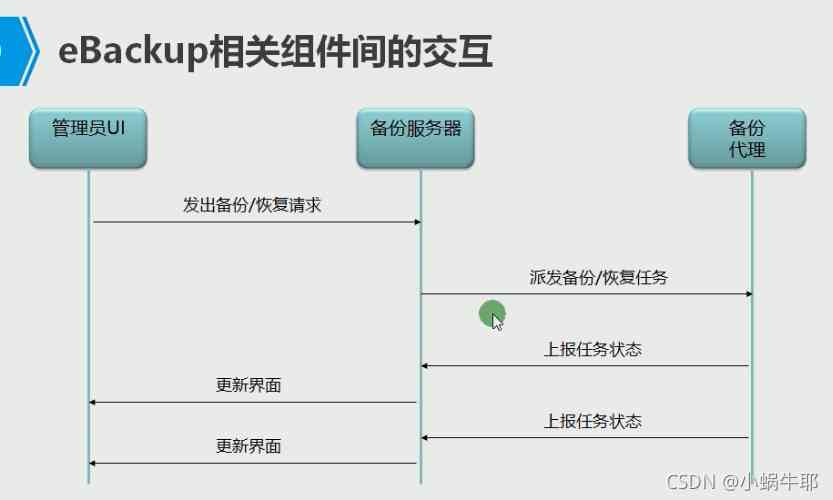 eBackup相关组件间的交互
管理员UI
备份服务器
备份
代理
发出备份/恢复请求
派发备份/恢复任务
上报任务状态
更新界面
上报任务状态
更新界面
CSDN @小蜗牛耶